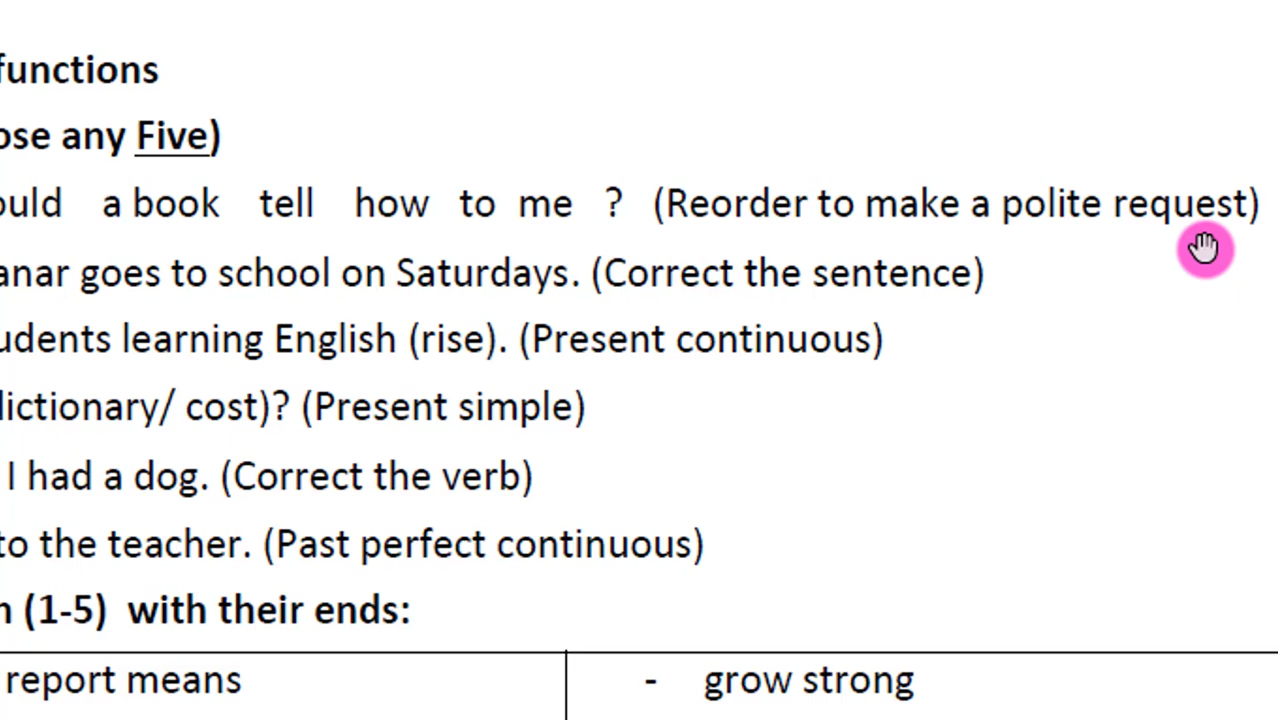 functions
ose any Five)
ould a book tell how to me ? (Reorder to make a polite request)
anar goes to school on Saturdays. (Correct the sentence)
udents learning English (rise). (Present continuous)
dictionary/ cost)? (Present simple)
I had a dog. (Correct the verb)
to the teacher. (Past perfect continuous)
n (1-5) with their ends:
report means - grow strong